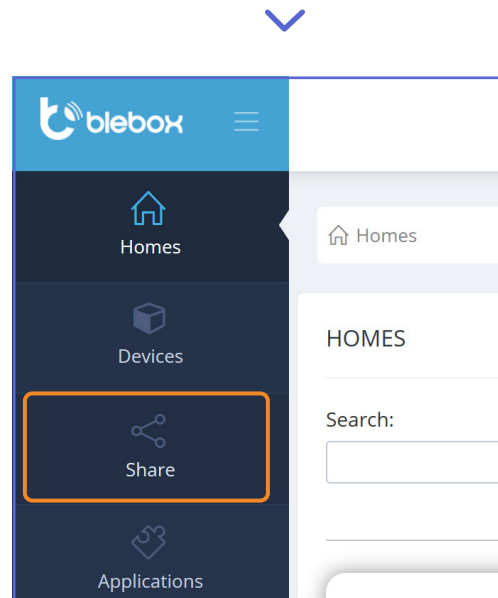 blebox
Homes
Homes
Devices
HOMES
Share
Search:
Applications